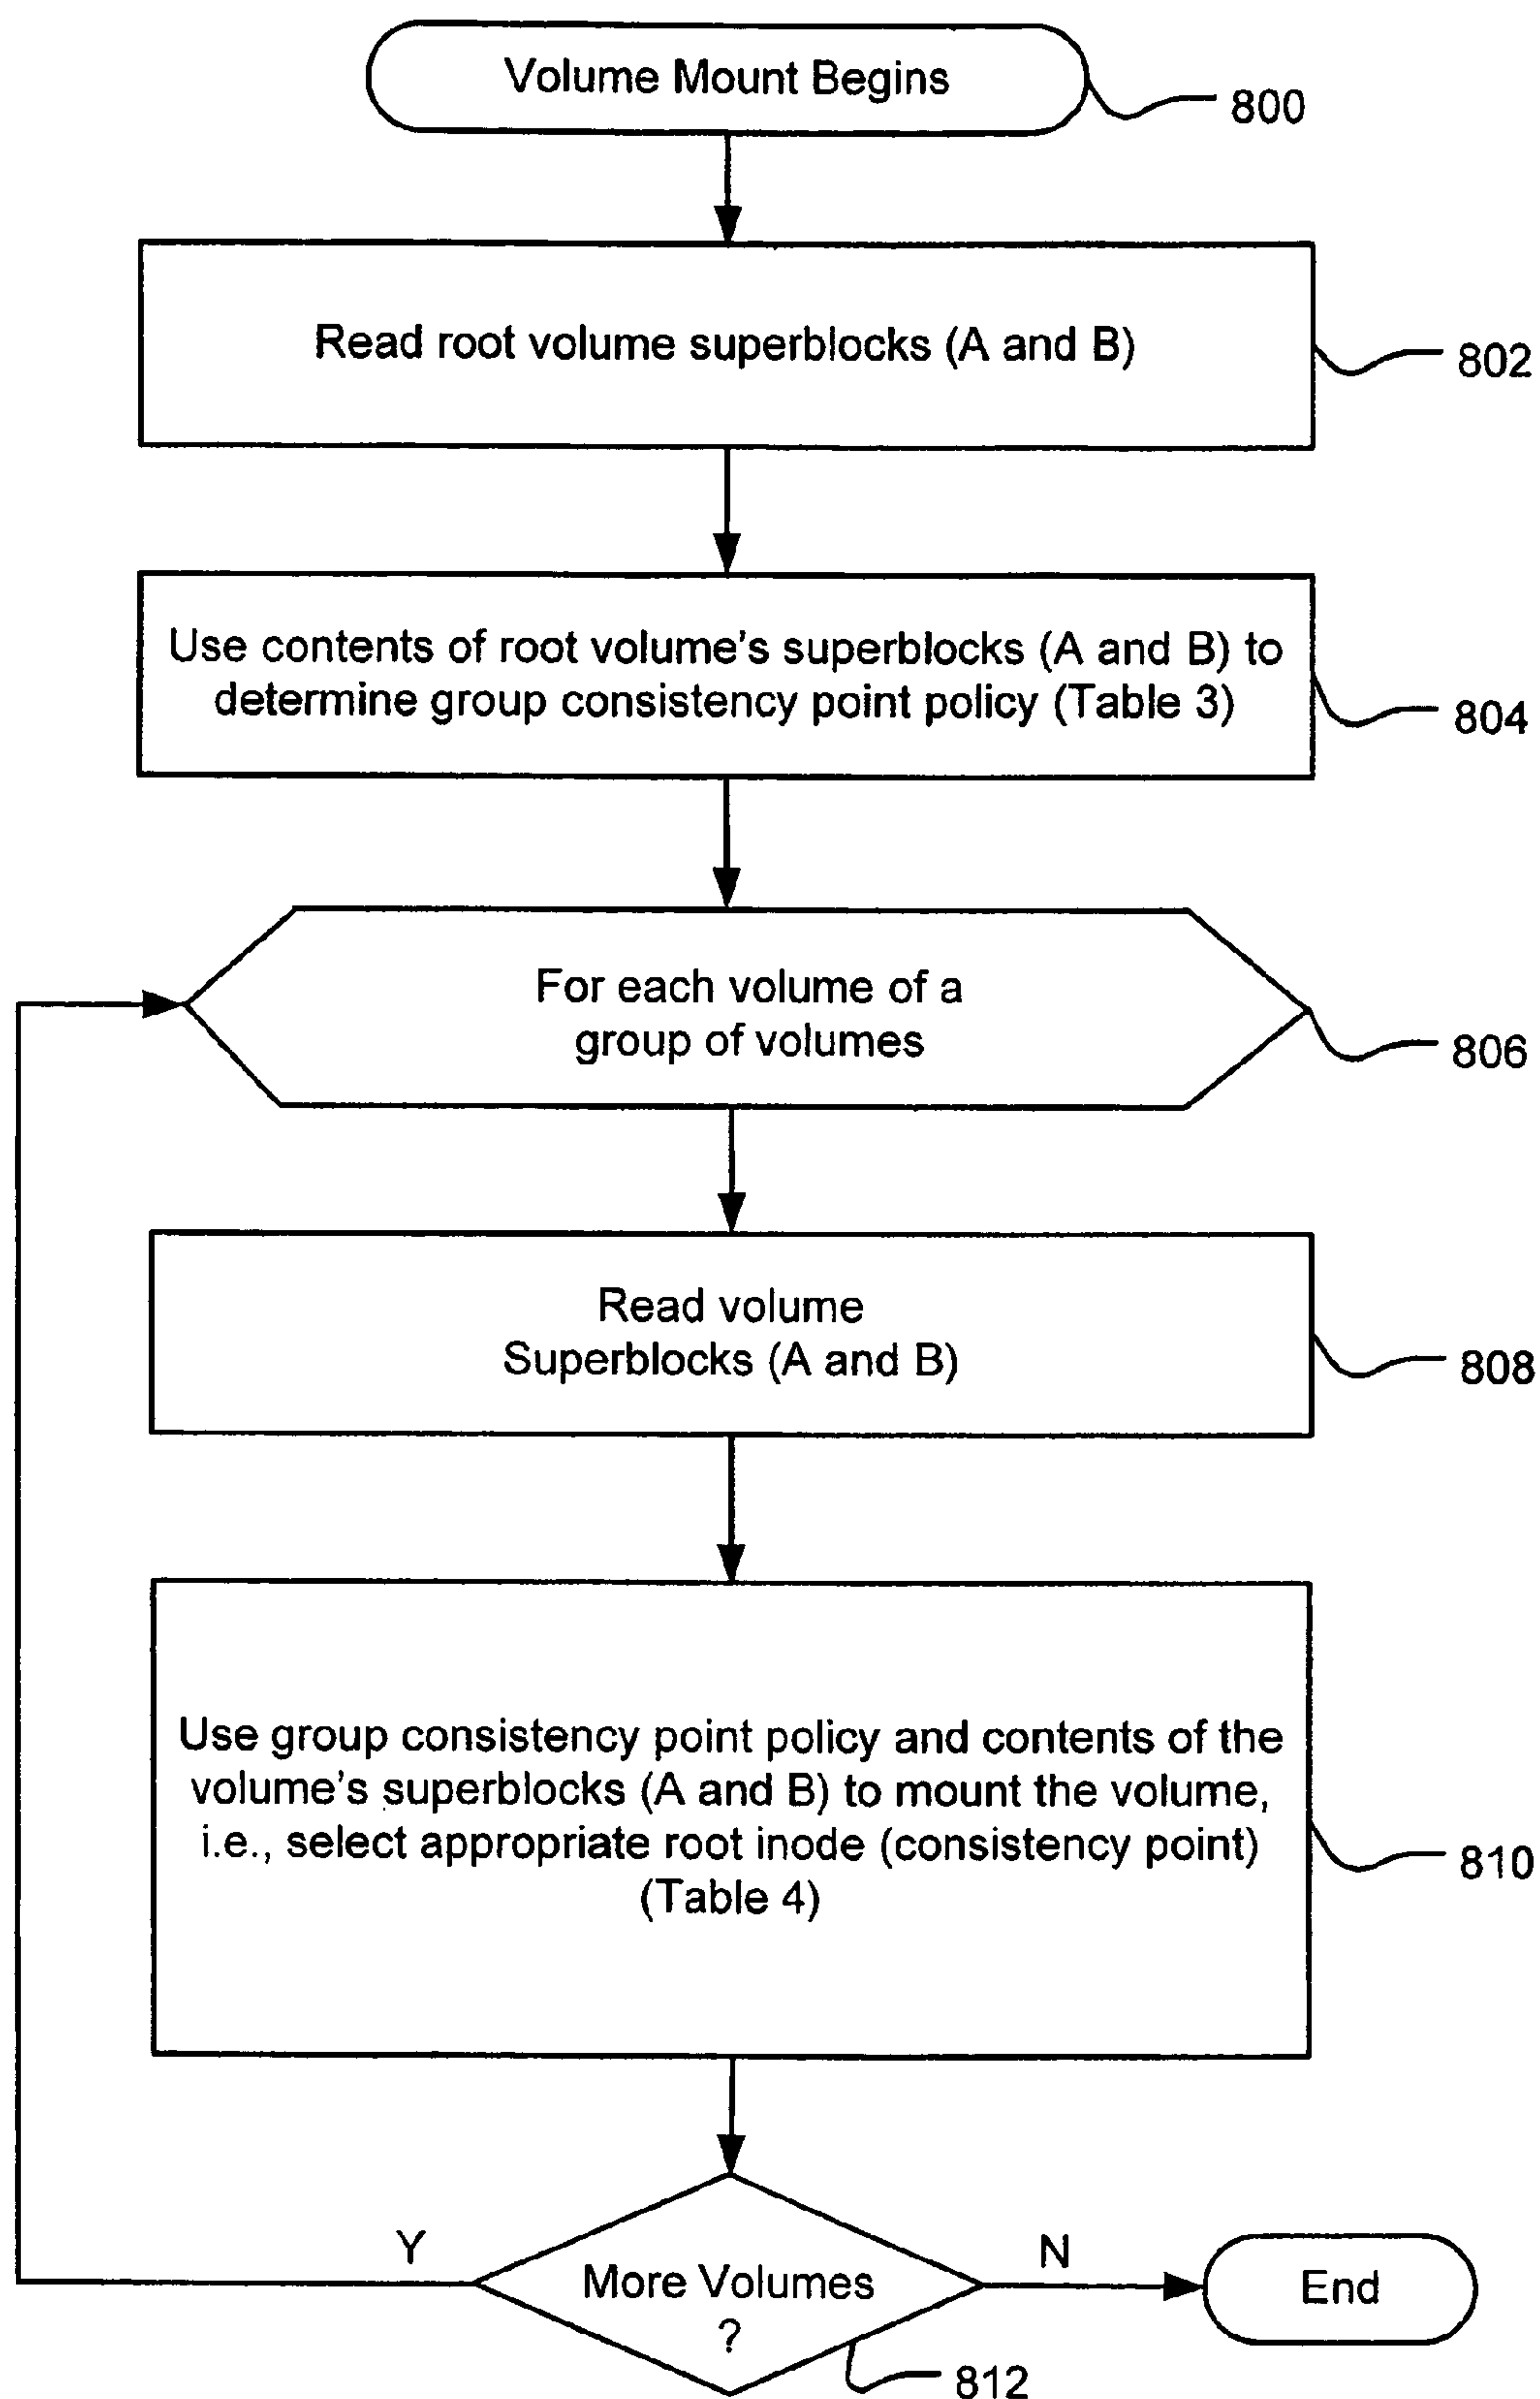 Volume Mount Begins
800
Read root volume superblocks (A and B)
802
Use contents of root volume's superblocks (A and B) to
determine group consistency point policy (Table 3)
804
For each volume of a
group of volumes
806
Read volume
Superblocks (A and B)
808
Use group consistency point policy and contents of the
volume's superblocks (A and B) to mount the volume,
i.e., select appropriate root inode (consistency point)
(Table 4)
810
Y
More Volumes
?
N
End
812